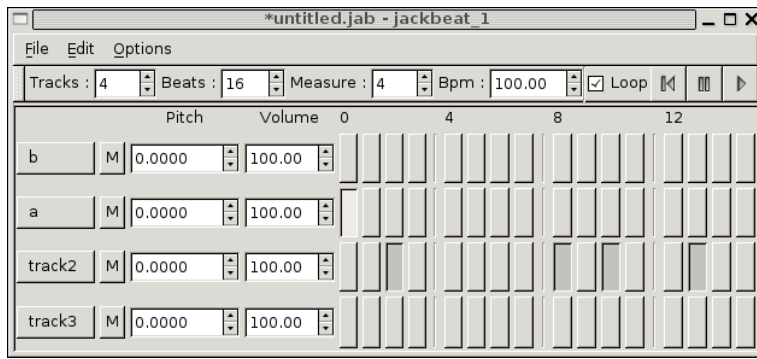 *untitled.jab - jackbeat_1
File Edit Options
Tracks : 4 Beats : 16 Measure : 4 Bpm : 100.00 Loop
Pitch Volume 0 4 8 12
b M 0.0000 100.00
a M 0.0000 100.00
track2 M 0.0000 100.00
track3 M 0.0000 100.00